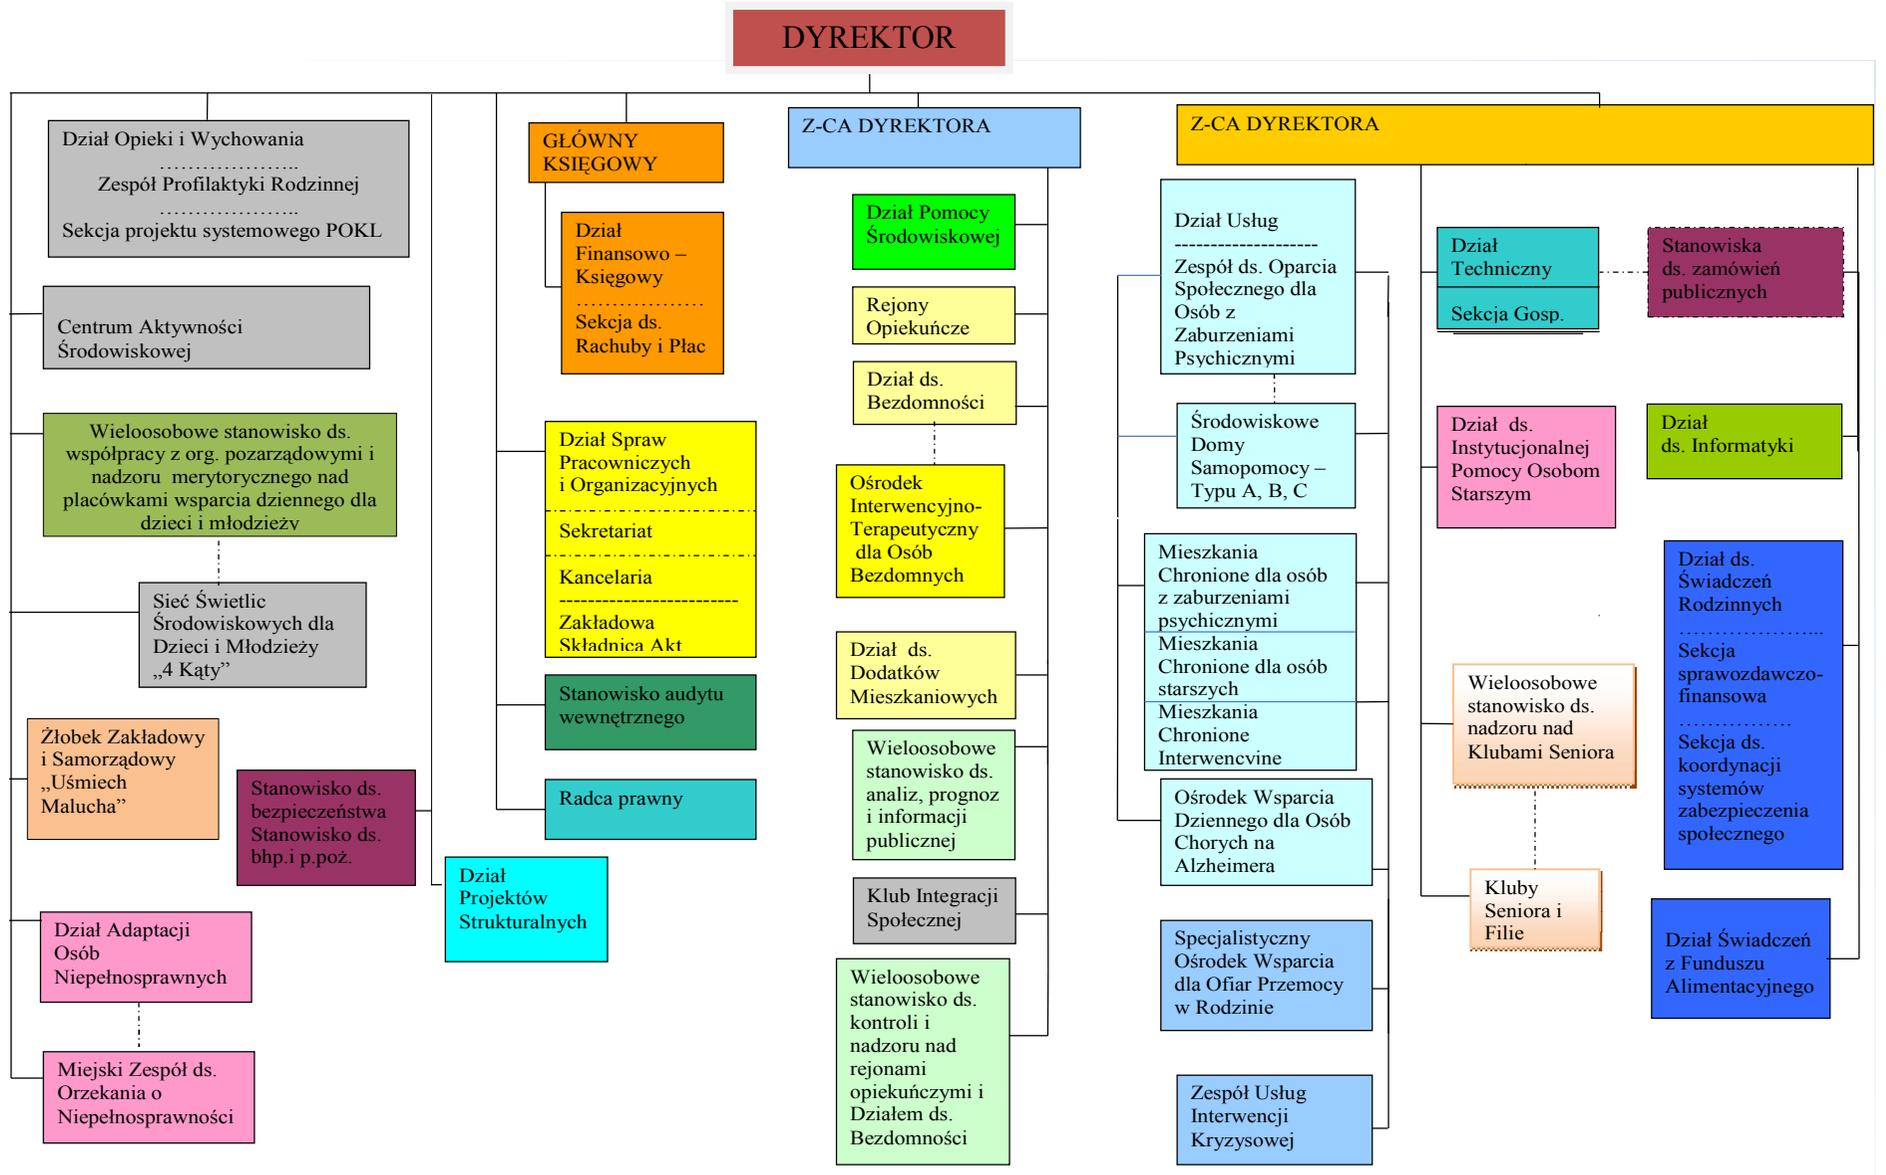 DYREKTOR
Dział Opieki i Wychowania
………………..
Zespół Profilaktyki Rodzinnej
………………..
Sekcja projektu systemowego POKL
Centrum Aktywności
Środowiskowej
Wieloosobowe stanowisko ds.
współpracy z org. pozarządowymi i
nadzoru merytorycznego nad
placówkami wsparcia dziennego dla
dzieci i młodzieży
Sieć Świetlic
Środowiskowych dla
Dzieci i Młodzieży
„4 Kąty”
Żłobek Zakładowy
i Samorządowy
„Uśmiech
Malucha”
Stanowisko ds.
bezpieczeństwa
Stanowisko ds.
bhp.i p.poż.
Dział Adaptacji
Osób
Niepełnosprawnych
Miejski Zespół ds.
Orzekania o
Niepełnosprawności
Dział
Projektów
Strukturalnych
GŁÓWNY
KSIĘGOWY
Dział
Finansowo –
Księgowy
………………
Sekcja ds.
Rachuby i Płac
Dział Spraw
Pracowniczych
i Organizacyjnych
Sekretariat
Kancelaria
-------------------------
Zakładowa
Składnica Akt
Stanowisko audytu
wewnętrznego
Radca prawny
Z-CA DYREKTORA
Dział Pomocy
Środowiskowej
Rejony
Opiekuńcze
Dział ds.
Bezdomności
Ośrodek
Interwencyjno-
Terapeutyczny
dla Osób
Bezdomnych
Dział ds.
Dodatków
Mieszkaniowych
Wieloosobowe
stanowisko ds.
analiz, prognoz
i informacji
publicznej
Klub Integracji
Społecznej
Wieloosobowe
stanowisko ds.
kontroli i
nadzoru nad
rejonami
opiekuńczymi i
Działem ds.
Bezdomności
Z-CA DYREKTORA
Dział Usług
--------------------
Zespół ds. Oparcia
Społecznego dla
Osób z
Zaburzeniami
Psychicznymi
Środowiskowe
Domy
Samopomocy –
Typu A, B, C
Mieszkania
Chronione dla osób
z zaburzeniami
psychicznymi
Mieszkania
Chronione dla osób
starszych
Mieszkania
Chronione
Interwencyjne
Ośrodek Wsparcia
Dziennego dla Osób
Chorych na
Alzheimera
Specjalistyczny
Ośrodek Wsparcia
dla Ofiar Przemocy
w Rodzinie
Zespół Usług
Interwencji
Kryzysowej
Dział
Techniczny
Sekcja Gosp.
Stanowiska
ds. zamówień
publicznych
Dział ds.
Instytucjonalnej
Pomocy Osobom
Starszym
Dział
ds. Informatyki
Wieloosobowe
stanowisko ds.
nadzoru nad
Klubami Seniora
Kluby
Seniora i
Filie
Dział ds.
Świadczeń
Rodzinnych
…………………
Sekcja
sprawozdawczo-
finansowa
…………….
Sekcja ds.
koordynacji
systemów
zabezpieczenia
społecznego
Dział Świadczeń
z Funduszu
Alimentacyjnego